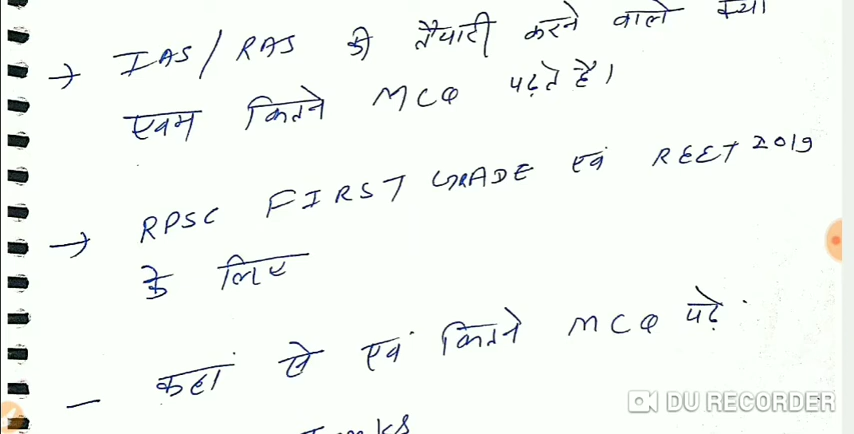 → IAS/RAS की तैयारी करने वाले क्या
एवम कितने MCQ पढ़ते है।
→ RPSC FIRST GRADE एवं REET 2019
के लिए
- कहां से एवं कितने MCQ पढ़ें.
DU RECORDER